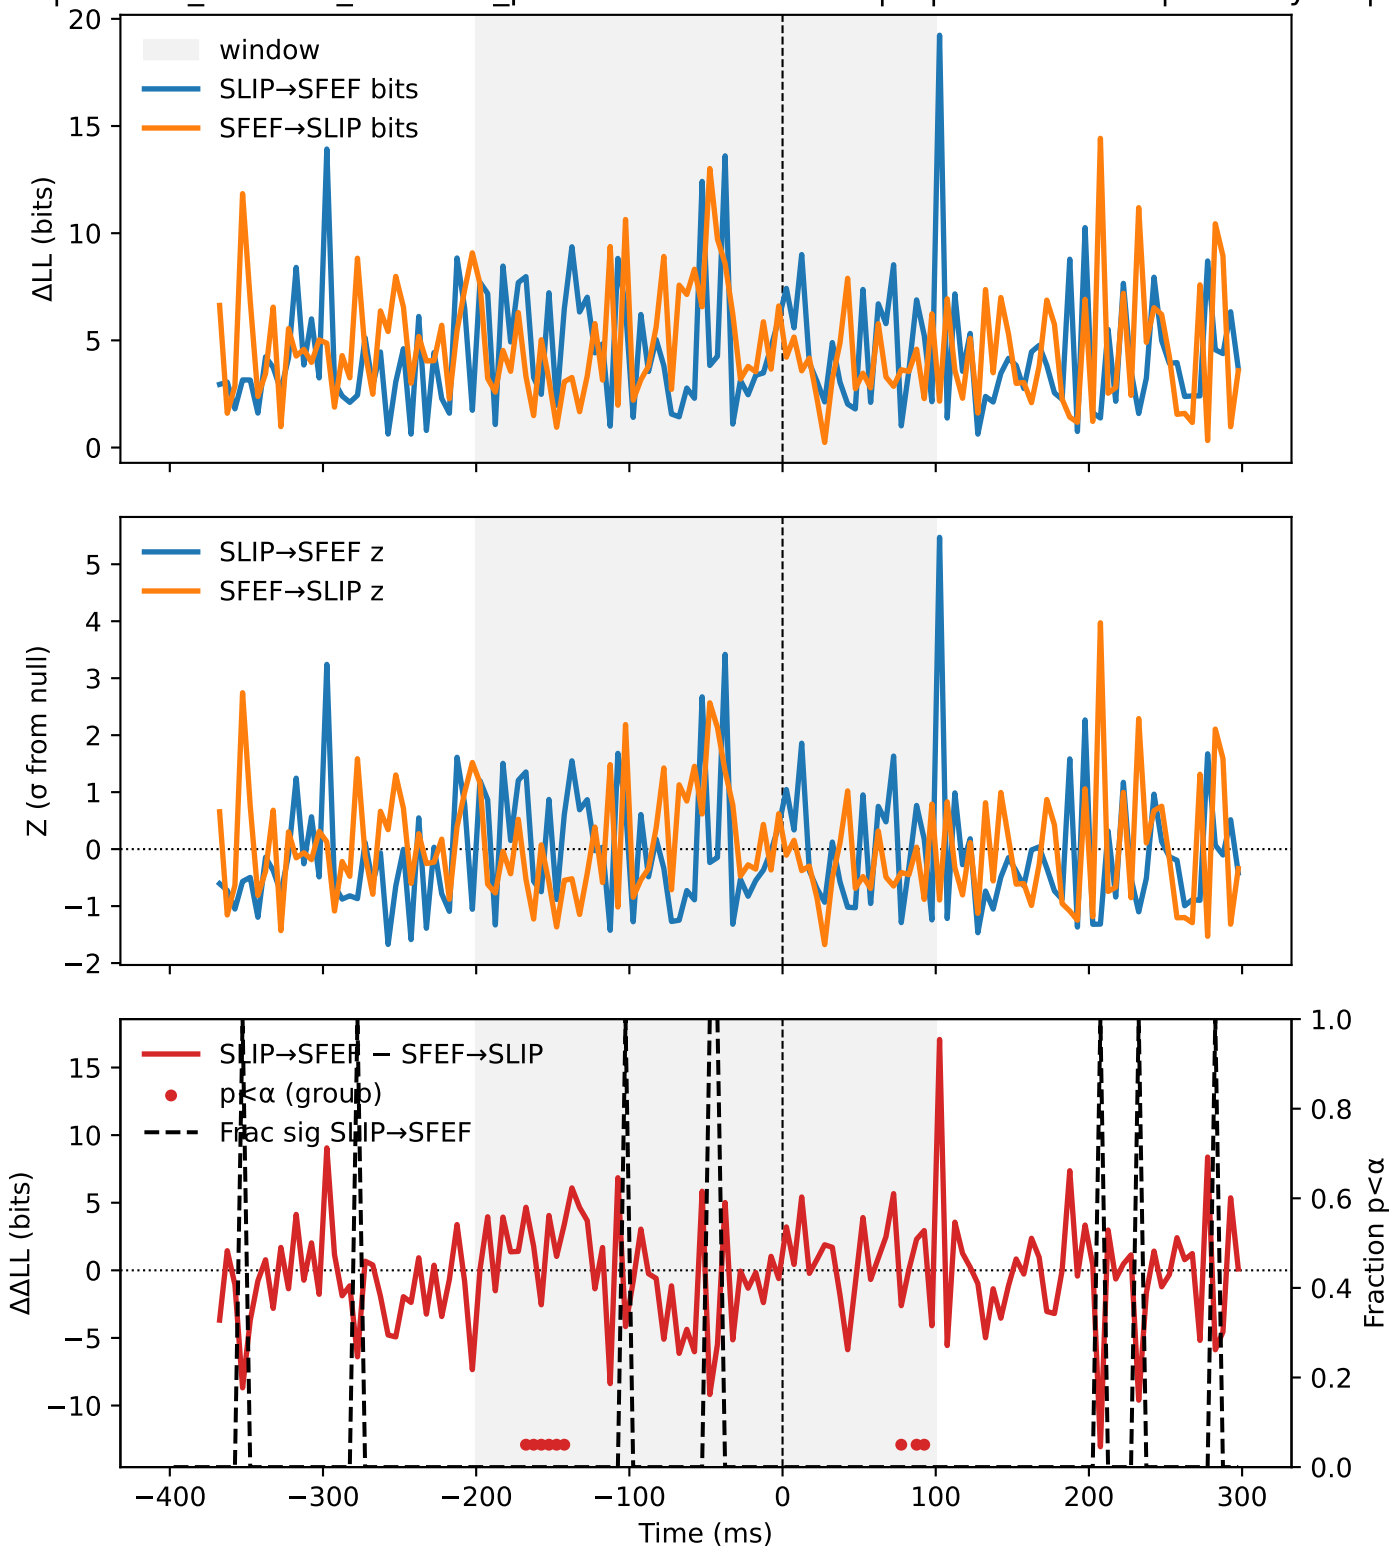 20
15
10
5
0
ΔLL (bits)
window
SLIP→SFEF bits
SFEF→SLIP bits
5
4
3
2
1
0
−1
−2
Z (σ from null)
SLIP→SFEF z
SFEF→SLIP z
15
10
5
0
−5
−10
ΔΔLL (bits)
SLIP→SFEF − SFEF→SLIP
p<α (group)
Frac sig SLIP→SFEF
1.0
0.8
0.6
0.4
0.2
0.0
Fraction p<α
−400 −300 −200 −100 0 100 200 300
Time (ms)